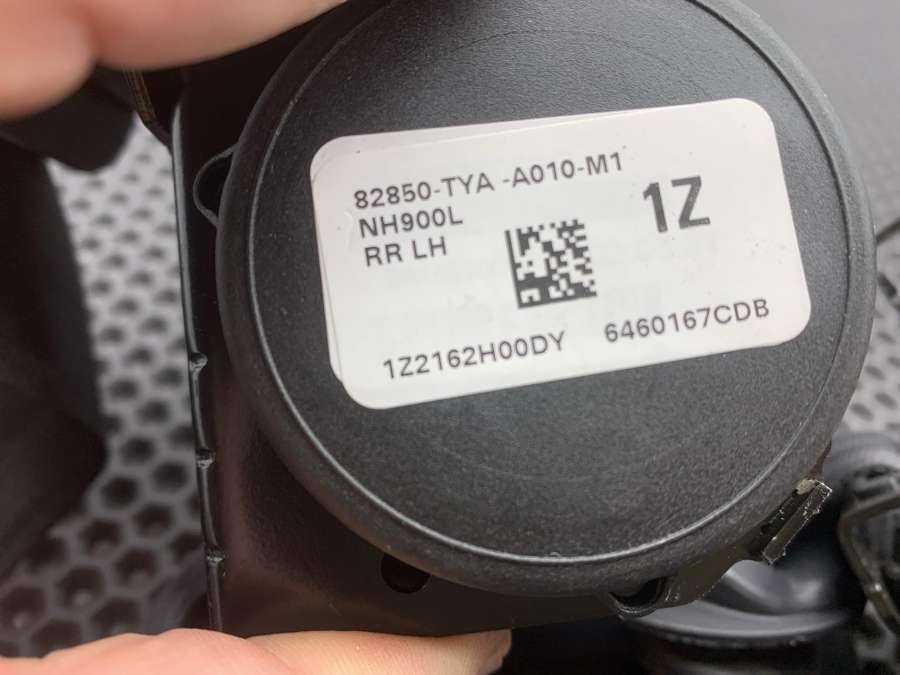 82850-TYA -A010-M1
NH900L
RR LH
1Z
1Z2162H00DY 6460167CDB